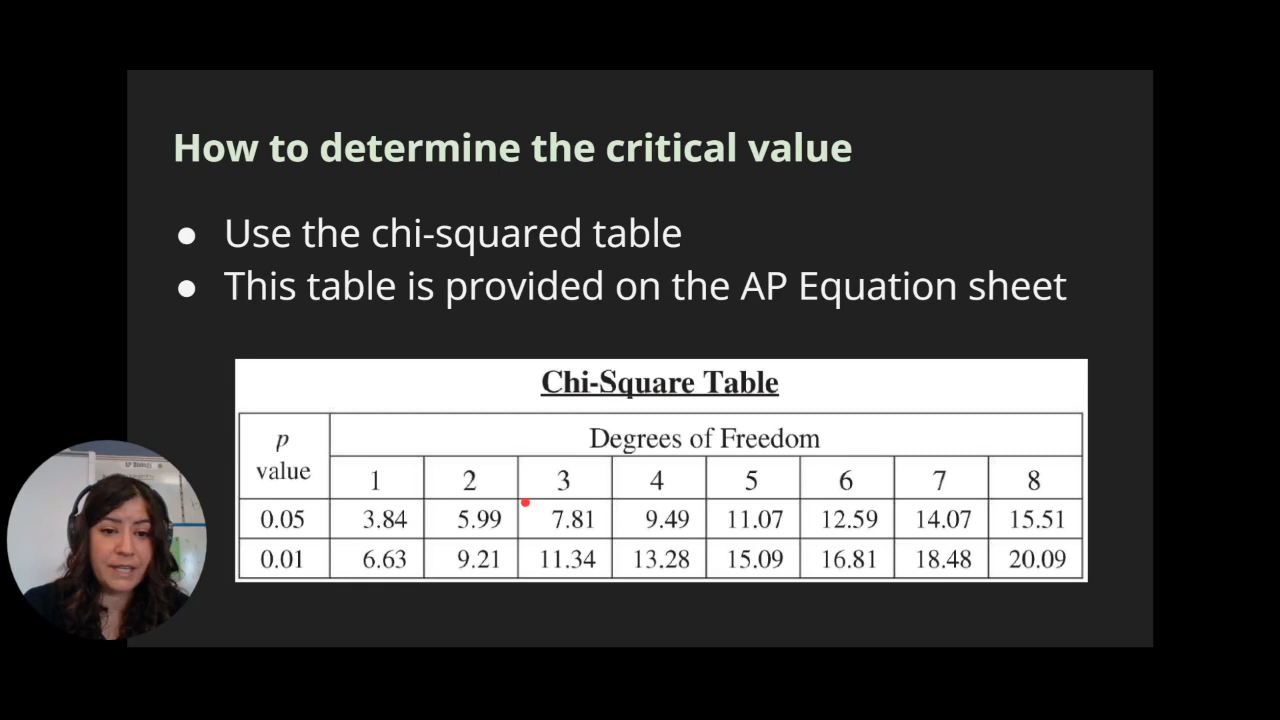 How to determine the critical value
● Use the chi-squared table
● This table is provided on the AP Equation sheet
Chi-Square Table
p value Degrees of Freedom
1 2 3 4 5 6 7 8
0.05 3.84 5.99 7.81 9.49 11.07 12.59 14.07 15.51
0.01 6.63 9.21 11.34 13.28 15.09 16.81 18.48 20.09